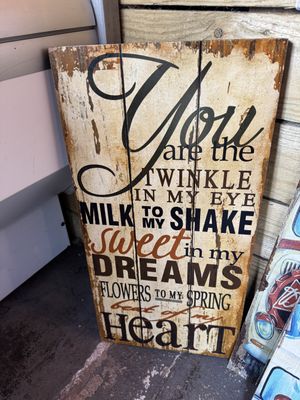 You
are the
TWINKLE
IN MY EYE
MILK TO MY SHAKE
Sweet in my
DREAMS
FLOWERS TO MY SPRING
Heart